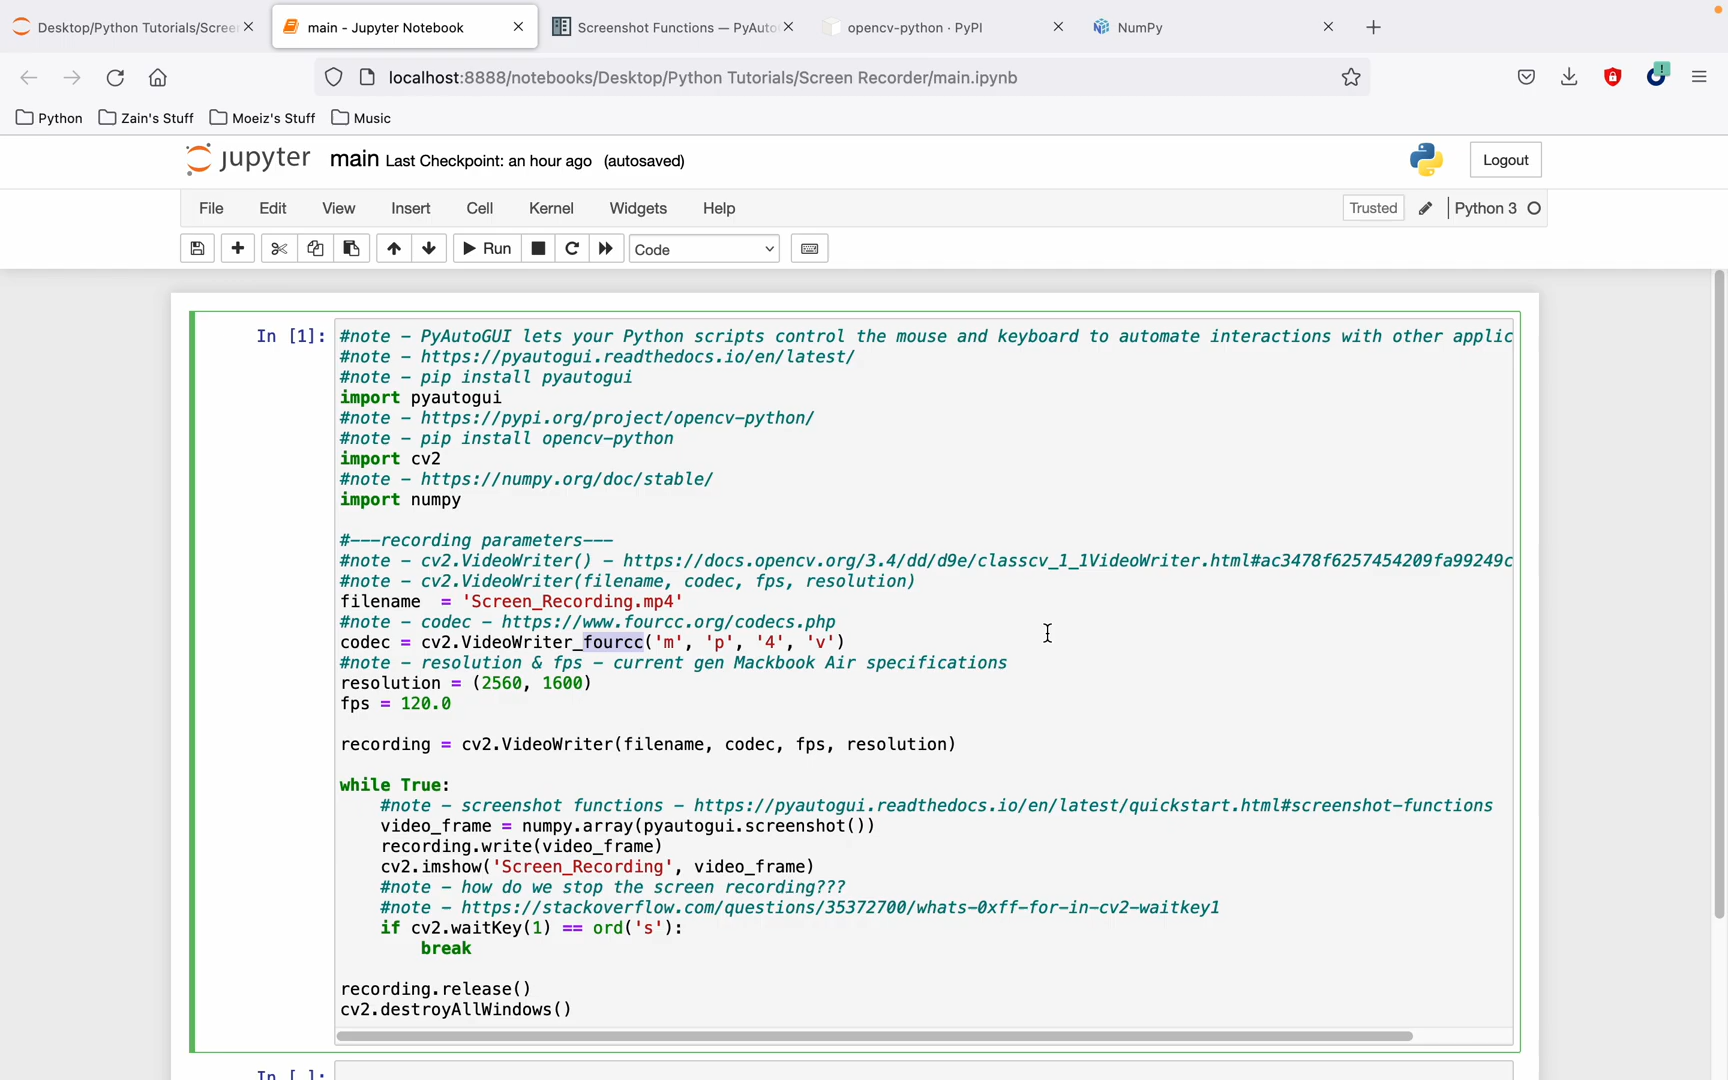 Desktop/Python Tutorials/Scree
main - Jupyter Notebook
Screenshot Functions — PyAuto
opencv-python · PyPI
NumPy
localhost:8888/notebooks/Desktop/Python Tutorials/Screen Recorder/main.ipynb
Python
Zain's Stuff
Moeiz's Stuff
Music
jupyter main Last Checkpoint: an hour ago (autosaved)
Logout
File Edit View Insert Cell Kernel Widgets Help
Trusted
Python 3
Run
Code
In [1]:
#note - PyAutoGUI lets your Python scripts control the mouse and keyboard to automate interactions with other applic
#note - https://pyautogui.readthedocs.io/en/latest/
#note - pip install pyautogui
import pyautogui
#note - https://pypi.org/project/opencv-python/
#note - pip install opencv-python
import cv2
#note - https://numpy.org/doc/stable/
import numpy
#---recording parameters---
#note - cv2.VideoWriter() - https://docs.opencv.org/3.4/dd/d9e/classcv_1_1VideoWriter.html#ac3478f6257454209fa99249c
#note - cv2.VideoWriter(filename, codec, fps, resolution)
filename  = 'Screen_Recording.mp4'
#note - codec - https://www.fourcc.org/codecs.php
codec = cv2.VideoWriter_fourcc('m', 'p', '4', 'v')
#note - resolution & fps - current gen Mackbook Air specifications
resolution = (2560, 1600)
fps = 120.0
recording = cv2.VideoWriter(filename, codec, fps, resolution)
while True:
    #note - screenshot functions - https://pyautogui.readthedocs.io/en/latest/quickstart.html#screenshot-functions
    video_frame = numpy.array(pyautogui.screenshot())
    recording.write(video_frame)
    cv2.imshow('Screen_Recording', video_frame)
    #note - how do we stop the screen recording???
    #note - https://stackoverflow.com/questions/35372700/whats-0xff-for-in-cv2-waitkey1
    if cv2.waitKey(1) == ord('s'):
        break
recording.release()
cv2.destroyAllWindows()
In [ ]: